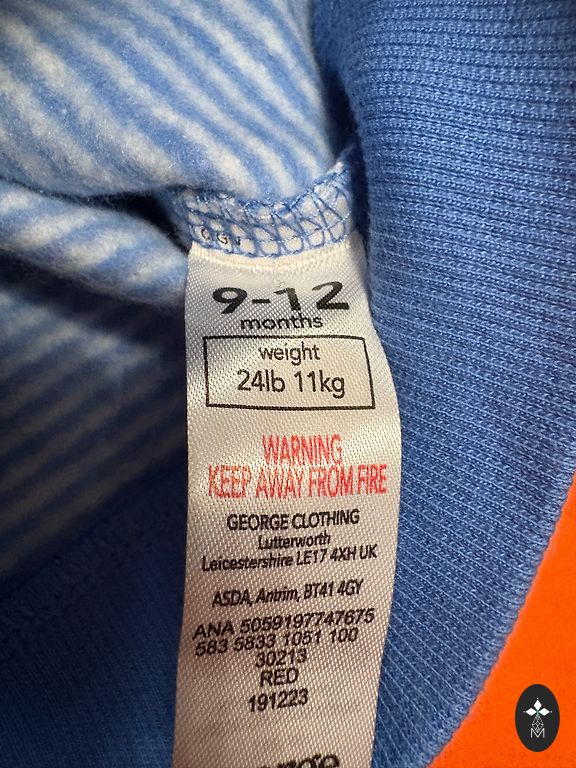 9-12
months
weight
24lb 11kg
WARNING
KEEP AWAY FROM FIRE
GEORGE CLOTHING
Lutterworth
Leicestershire LE17 4XH UK
ASDA, Antrim, BT41 4GY
ANA 5059197747675
583 5833 1051 100
30213
RED
191223